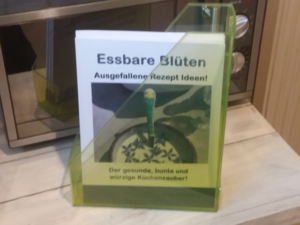 Essbare Blüten
Ausgefallene Rezept Ideen!
Der gesunde, bunte und
würzige Küchenzauber!